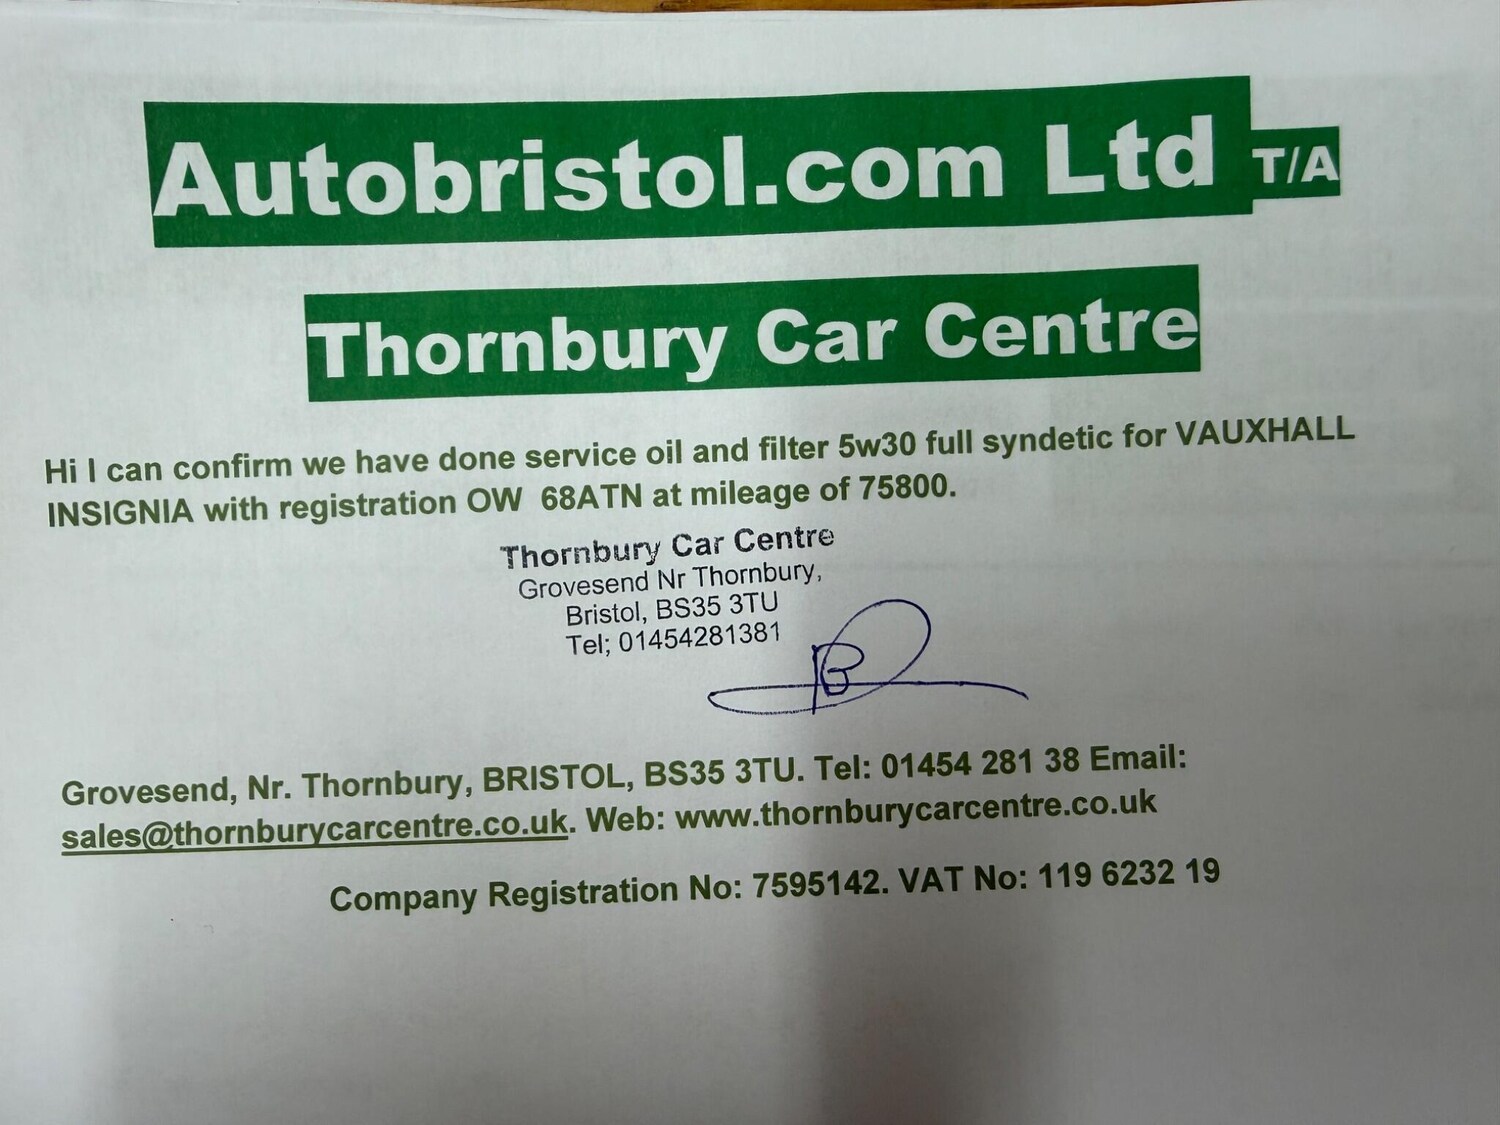 Autobristol.com Ltd T/A
Thornbury Car Centre
Hi I can confirm we have done service oil and filter 5w30 full syndetic for VAUXHALL
INSIGNIA with registration OW 68ATN at mileage of 75800.
Thornbury Car Centre
Grovesend Nr Thornbury,
Bristol, BS35 3TU
Tel; 01454281381
Grovesend, Nr. Thornbury, BRISTOL, BS35 3TU. Tel: 01454 281 38 Email:
sales@thornburycarcentre.co.uk. Web: www.thornburycarcentre.co.uk
Company Registration No: 7595142. VAT No: 119 6232 19